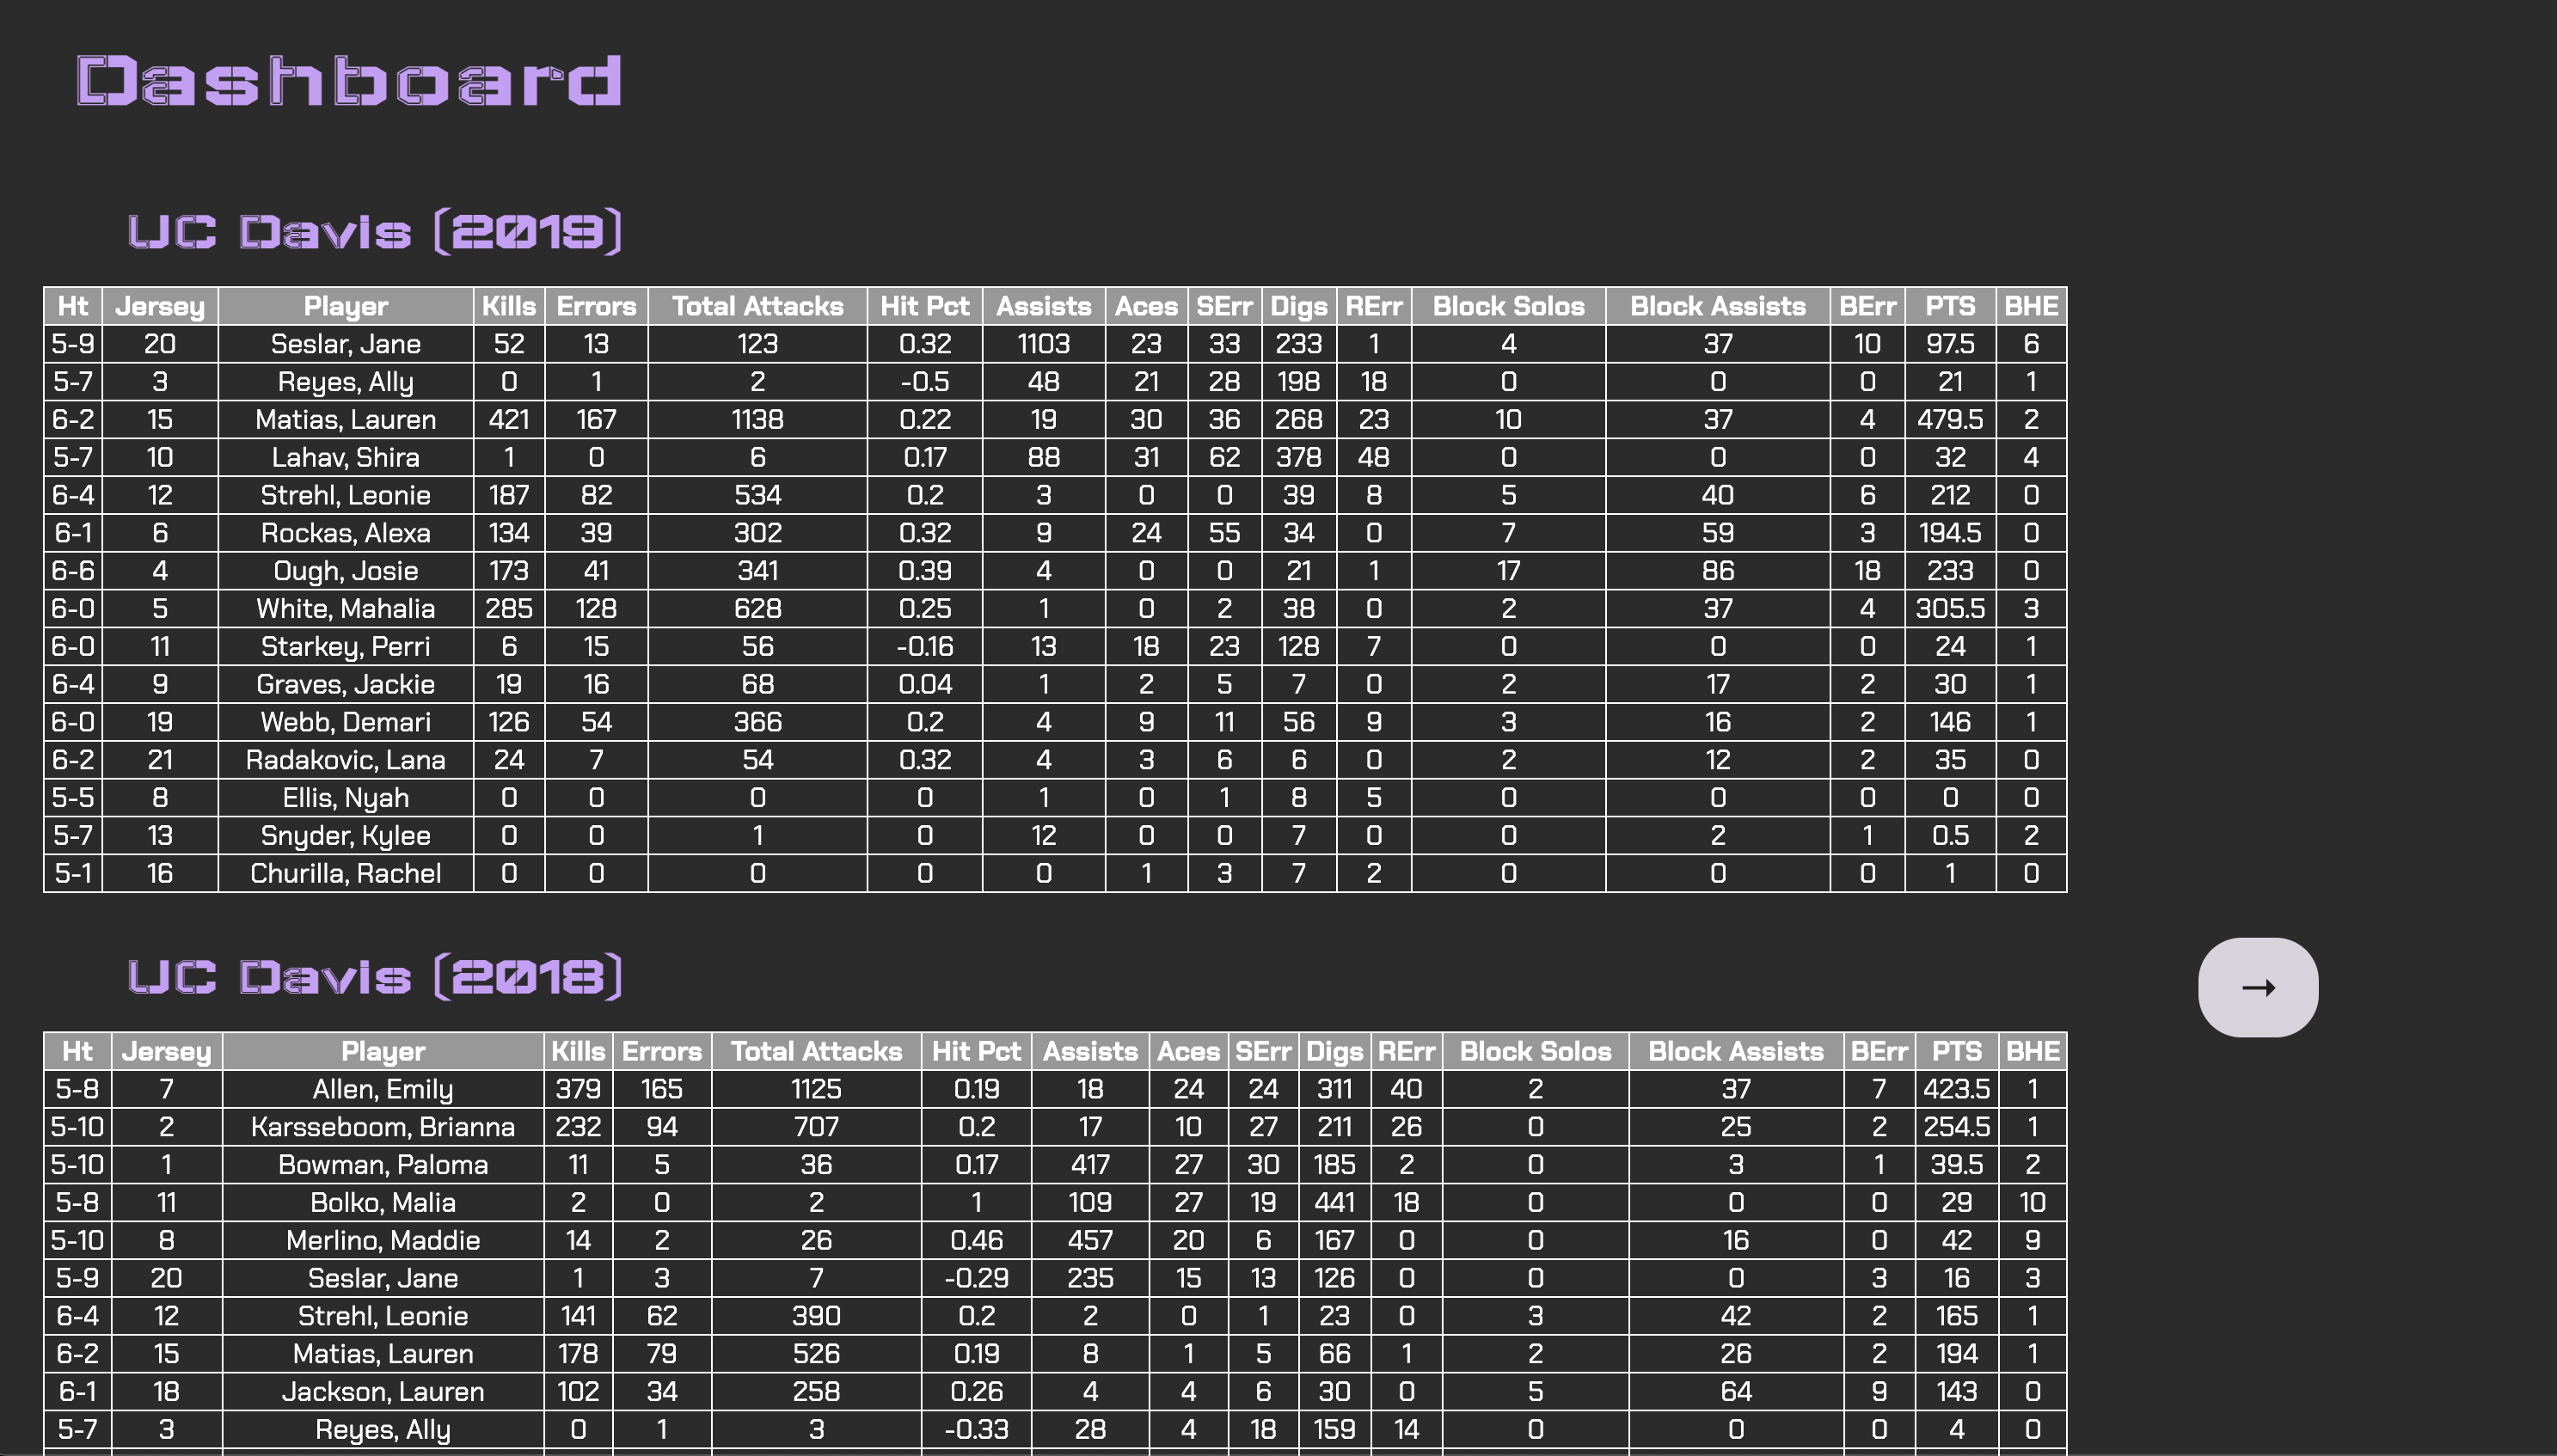 Dashboard
UC Davis (2019)
Ht Jersey Player Kills Errors Total Attacks Hit Pct Assists Aces SErr Digs RErr Block Solos Block Assists BErr PTS BHE
5-9 20 Seslar, Jane 52 13 123 0.32 1103 23 33 233 1 4 37 10 97.5 6
5-7 3 Reyes, Ally 0 1 2 -0.5 48 21 28 198 18 0 0 0 21 1
6-2 15 Matias, Lauren 421 167 1138 0.22 19 30 36 268 23 10 37 4 479.5 2
5-7 10 Lahav, Shira 1 0 6 0.17 88 31 62 378 48 0 0 0 32 4
6-4 12 Strehl, Leonie 187 82 534 0.2 3 0 0 39 8 5 40 6 212 0
6-1 6 Rockas, Alexa 134 39 302 0.32 9 24 55 34 0 7 59 3 194.5 0
6-6 4 Ough, Josie 173 41 341 0.39 4 0 0 21 1 17 86 18 233 0
6-0 5 White, Mahalia 285 128 628 0.25 1 0 2 38 0 2 37 4 305.5 3
6-0 11 Starkey, Perri 6 15 56 -0.16 13 18 23 128 7 0 0 0 24 1
6-4 9 Graves, Jackie 19 16 68 0.04 1 2 5 7 0 2 17 2 30 1
6-0 19 Webb, Demari 126 54 366 0.2 4 9 11 56 9 3 16 2 146 1
6-2 21 Radakovic, Lana 24 7 54 0.32 4 3 6 6 0 2 12 2 35 0
5-5 8 Ellis, Nyah 0 0 0 0 1 0 1 8 5 0 0 0 0 0
5-7 13 Snyder, Kylee 0 0 1 0 12 0 0 7 0 0 2 1 0.5 2
5-1 16 Churilla, Rachel 0 0 0 0 0 1 3 7 2 0 0 0 1 0
UC Davis (2018)
→
Ht Jersey Player Kills Errors Total Attacks Hit Pct Assists Aces SErr Digs RErr Block Solos Block Assists BErr PTS BHE
5-8 7 Allen, Emily 379 165 1125 0.19 18 24 24 311 40 2 37 7 423.5 1
5-10 2 Karsseboom, Brianna 232 94 707 0.2 17 10 27 211 26 0 25 2 254.5 1
5-10 1 Bowman, Paloma 11 5 36 0.17 417 27 30 185 2 0 3 1 39.5 2
5-8 11 Bolko, Malia 2 0 2 1 109 27 19 441 18 0 0 0 29 10
5-10 8 Merlino, Maddie 14 2 26 0.46 457 20 6 167 0 0 16 0 42 9
5-9 20 Seslar, Jane 1 3 7 -0.29 235 15 13 126 0 0 0 3 16 3
6-4 12 Strehl, Leonie 141 62 390 0.2 2 0 1 23 0 3 42 2 165 1
6-2 15 Matias, Lauren 178 79 526 0.19 8 1 5 66 1 2 26 2 194 1
6-1 18 Jackson, Lauren 102 34 258 0.26 4 4 6 30 0 5 64 9 143 0
5-7 3 Reyes, Ally 0 1 3 -0.33 28 4 18 159 14 0 0 0 4 0